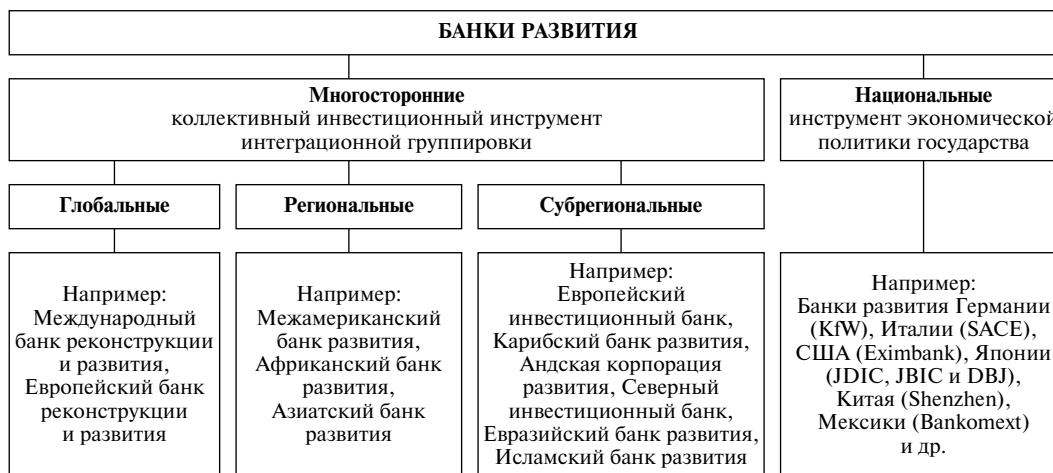 БАНКИ РАЗВИТИЯ
Многосторонние
коллективный инвестиционный инструмент
интеграционной группировки
Национальные
инструмент экономической
политики государства
Глобальные
Региональные
Субрегиональные
Например:
Международный
банк реконструкции
и развития,
Европейский банк
реконструкции
и развития
Например:
Межамериканский
банк развития,
Африканский банк
развития,
Азиатский банк
развития
Например:
Европейский
инвестиционный банк,
Карибский банк развития,
Андская корпорация
развития, Северный
инвестиционный банк,
Евразийский банк развития,
Исламский банк развития
Например:
Банки развития Германии
(KfW), Италии (SACE),
США (Eximbank), Японии
(JDIC, JBIC и DBJ),
Китая (Shenzhen),
Мексики (Bankomext)
и др.